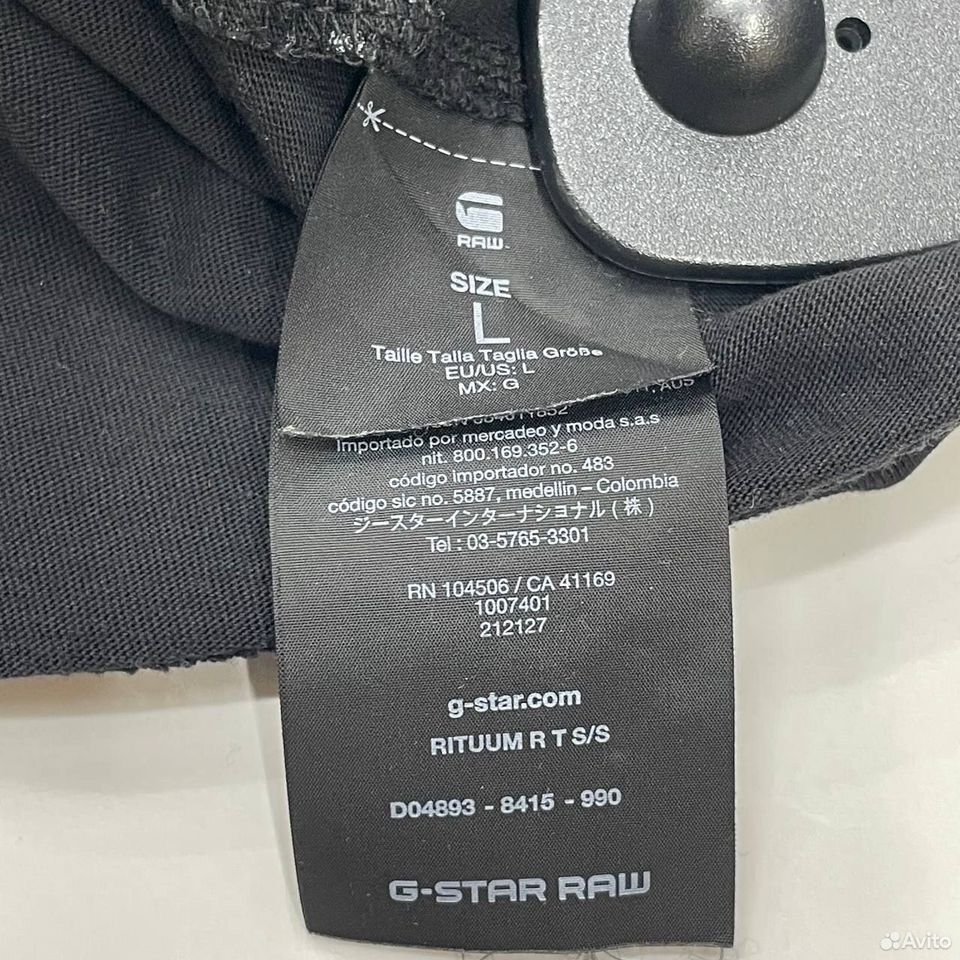 RAW
SIZE
L
Taille Talla Taglia Größe
EU/US: L
MX: G
AUS
Importado por mercadeo y moda s.a.s
nit. 800.169.352-6
código importador no. 483
código sic no. 5887, medellin – Colombia
ジースターインターナショナル(株)
Tel : 03-5765-3301
RN 104506 / CA 41169
1007401
212127
g-star.com
RITUUM R T S/S
D04893 - 8415 - 990
G-STAR RAW
Avito